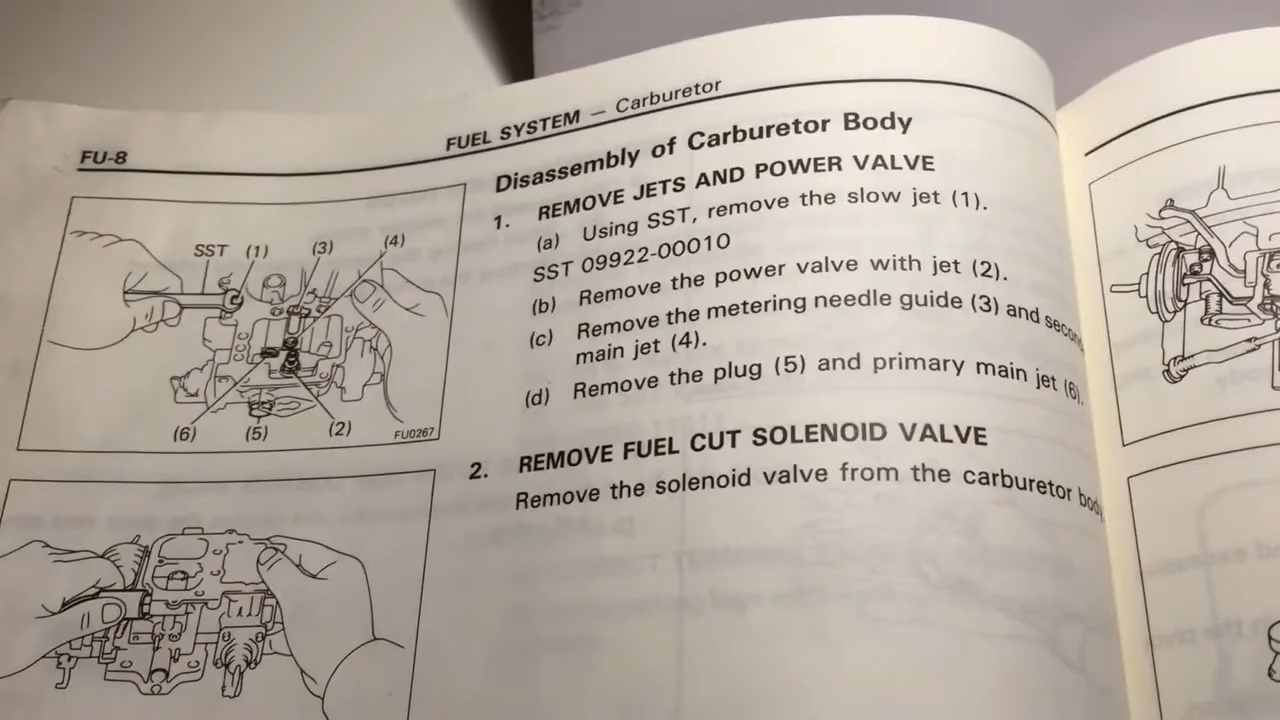 FU-8
FUEL SYSTEM — Carburetor
SST (1) (3) (4)
(6) (5) (2)
FU0267
Disassembly of Carburetor Body
1. REMOVE JETS AND POWER VALVE
(a) Using SST, remove the slow jet (1).
SST 09922-00010
(b) Remove the power valve with jet (2).
(c) Remove the metering needle guide (3) and
main jet (4).
(d) Remove the plug (5) and primary main jet (6).
2. REMOVE FUEL CUT SOLENOID VALVE
Remove the solenoid valve from the carburetor body